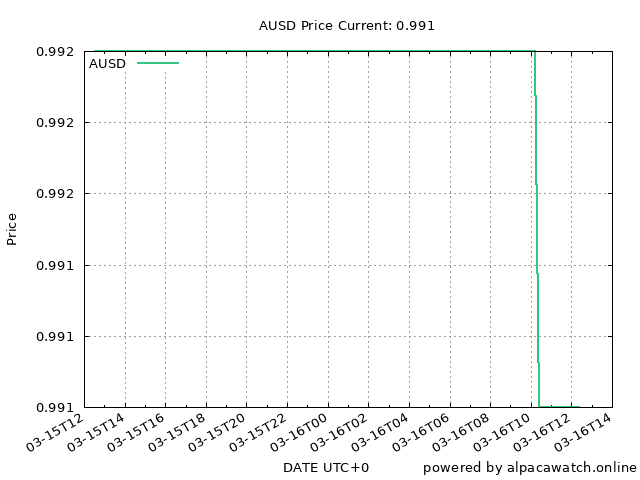 AUSD Price Current: 0.991
AUSD
0.992
0.992
0.992
0.991
0.991
0.991
Price
03-15T12
03-15T14
03-15T16
03-15T18
03-15T20
03-15T22
03-16T00
03-16T02
03-16T04
03-16T06
03-16T08
03-16T10
03-16T12
03-16T14
DATE UTC+0
powered by alpacawatch.online